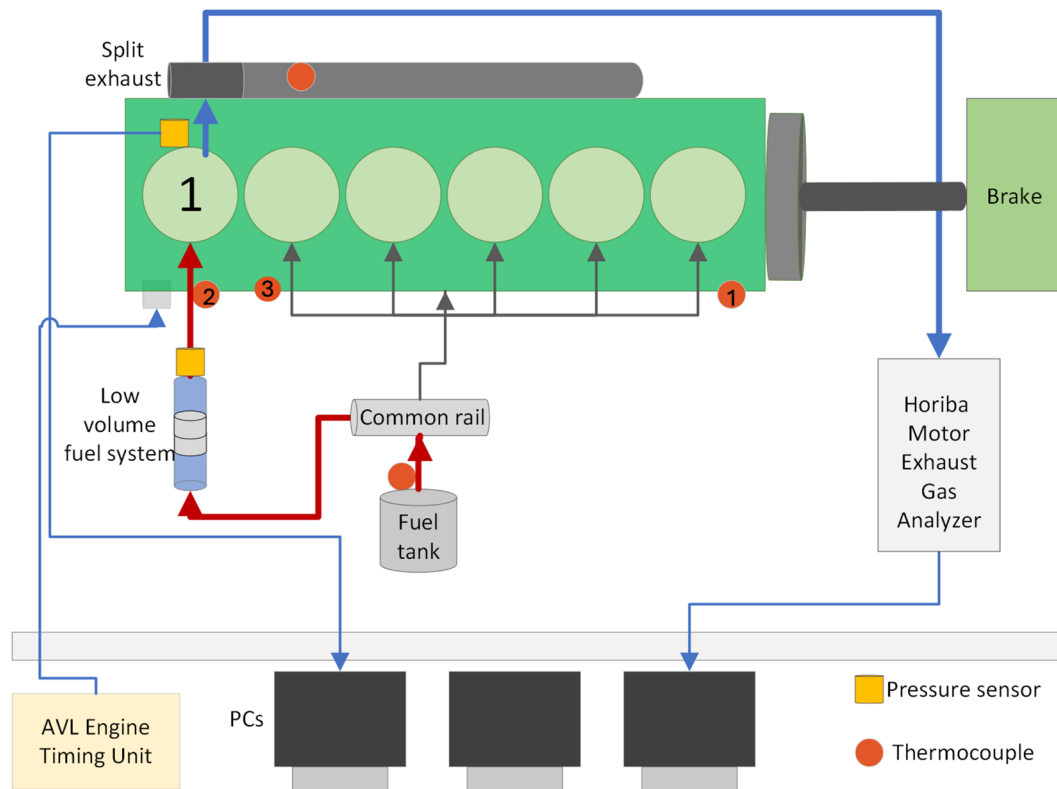 Split
exhaust
1
Brake
2
3
1
Low
volume
fuel system
Common rail
Fuel
tank
Horiba
Motor
Exhaust
Gas
Analyzer
AVL Engine
Timing Unit
PCs
Pressure sensor
Thermocouple